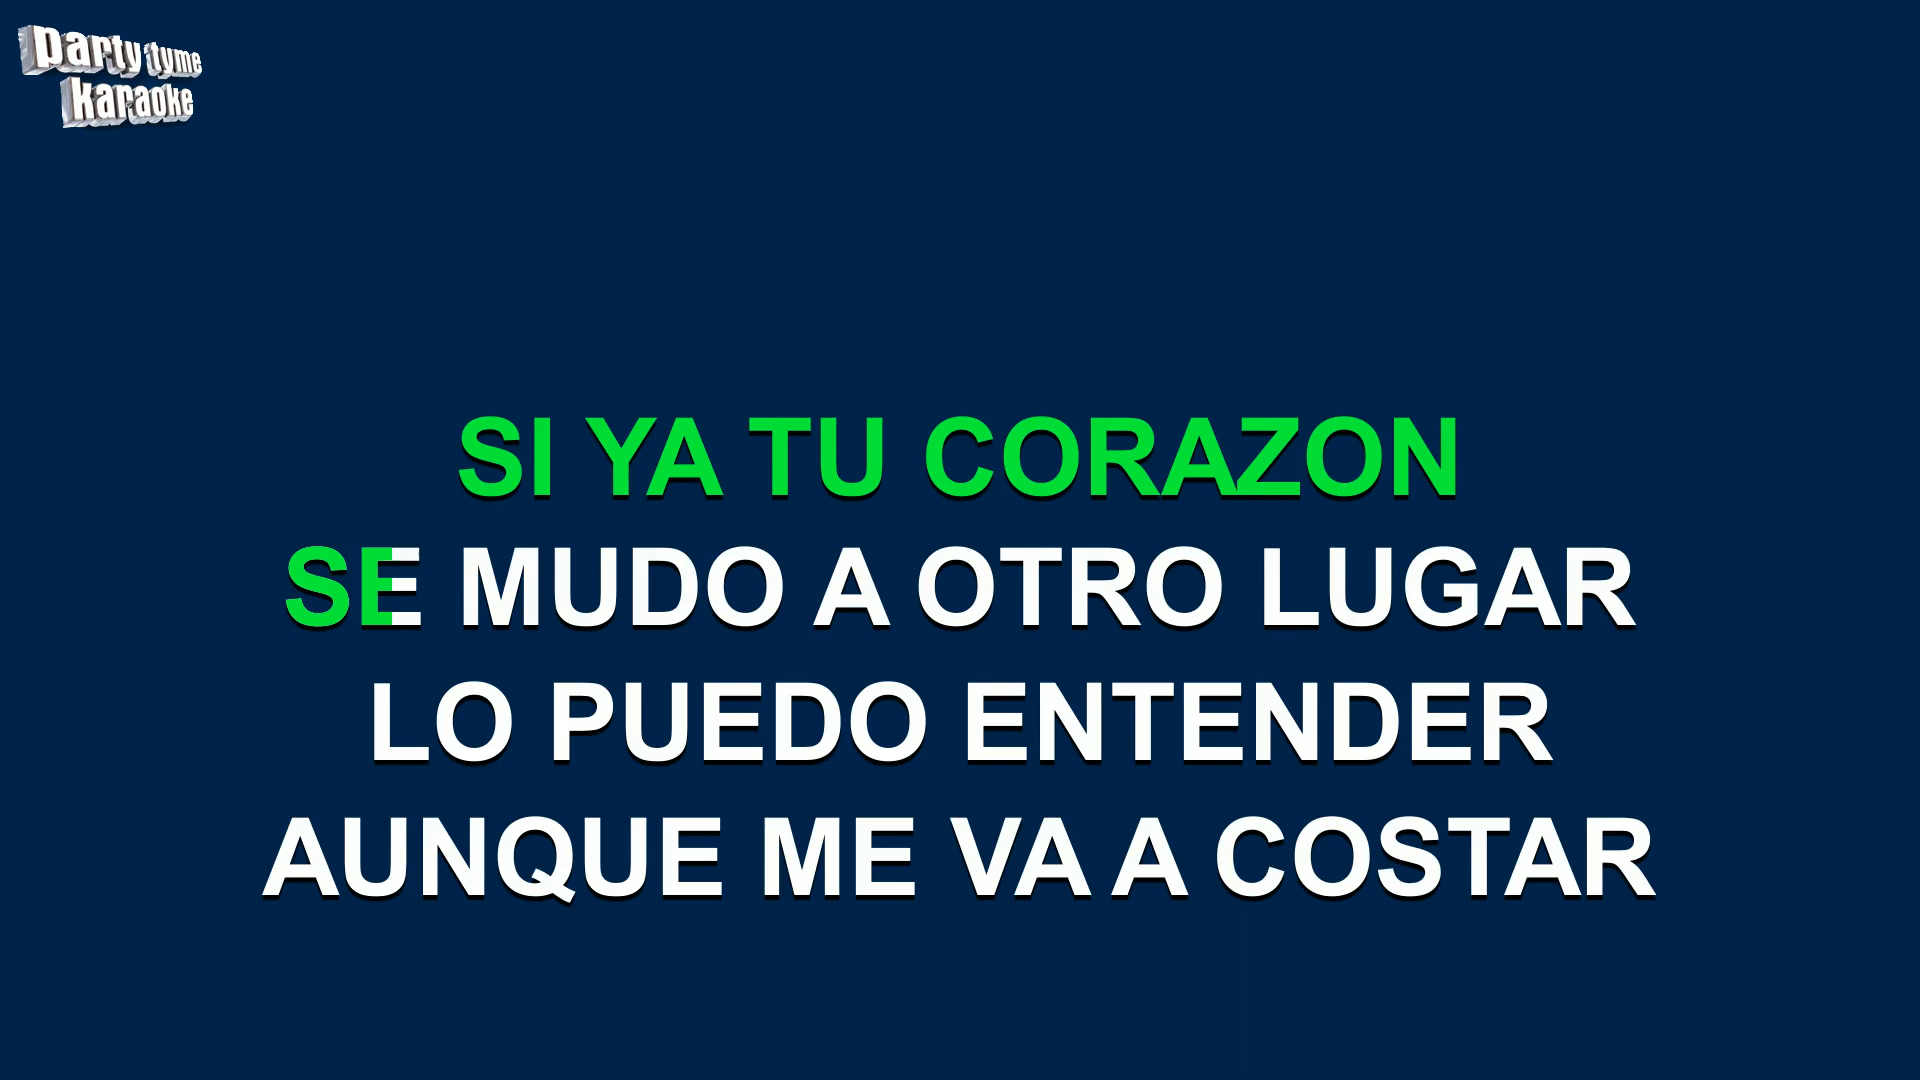 party tyme
karaoke
SI YA TU CORAZON
SE MUDO A OTRO LUGAR
LO PUEDO ENTENDER
AUNQUE ME VA A COSTAR